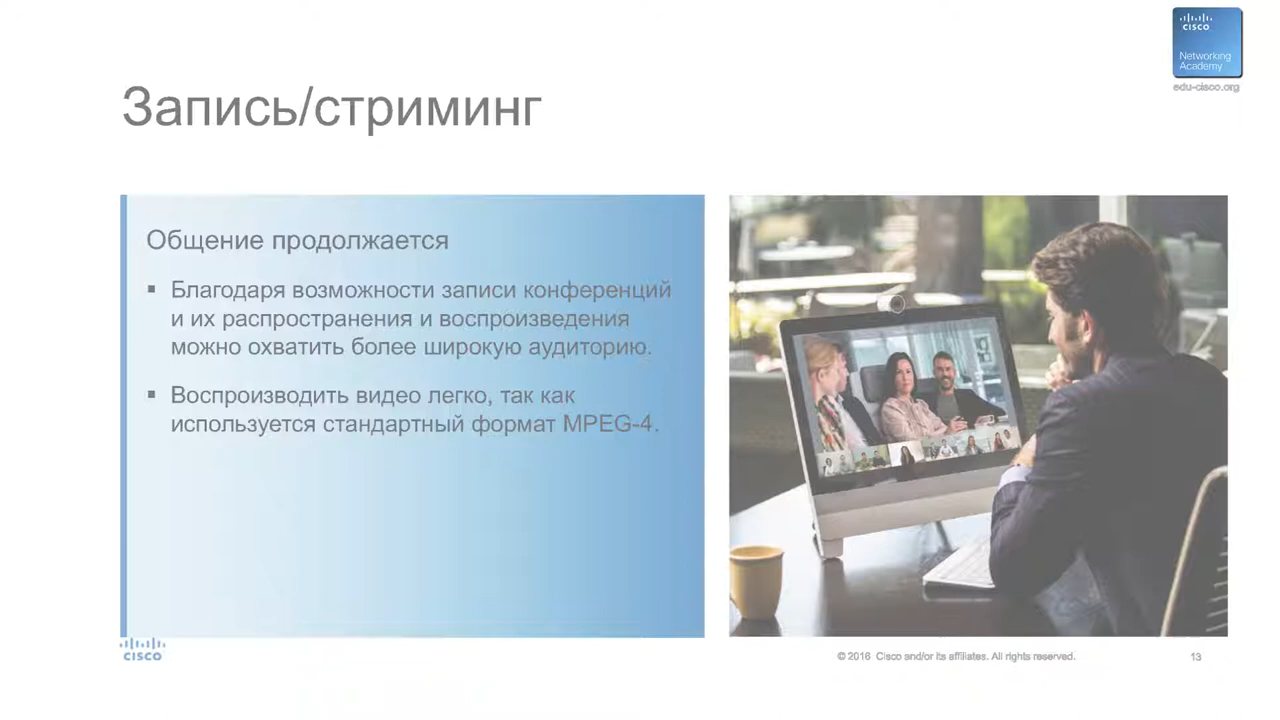 CISCO
Networking
Academy
edu-cisco.org
Запись/стриминг
Общение продолжается
▪ Благодаря возможности записи конференций
и их распространения и воспроизведения
можно охватить более широкую аудиторию.
▪ Воспроизводить видео легко, так как
используется стандартный формат MPEG-4.
CISCO
© 2016 Cisco and/or its affiliates. All rights reserved.
13